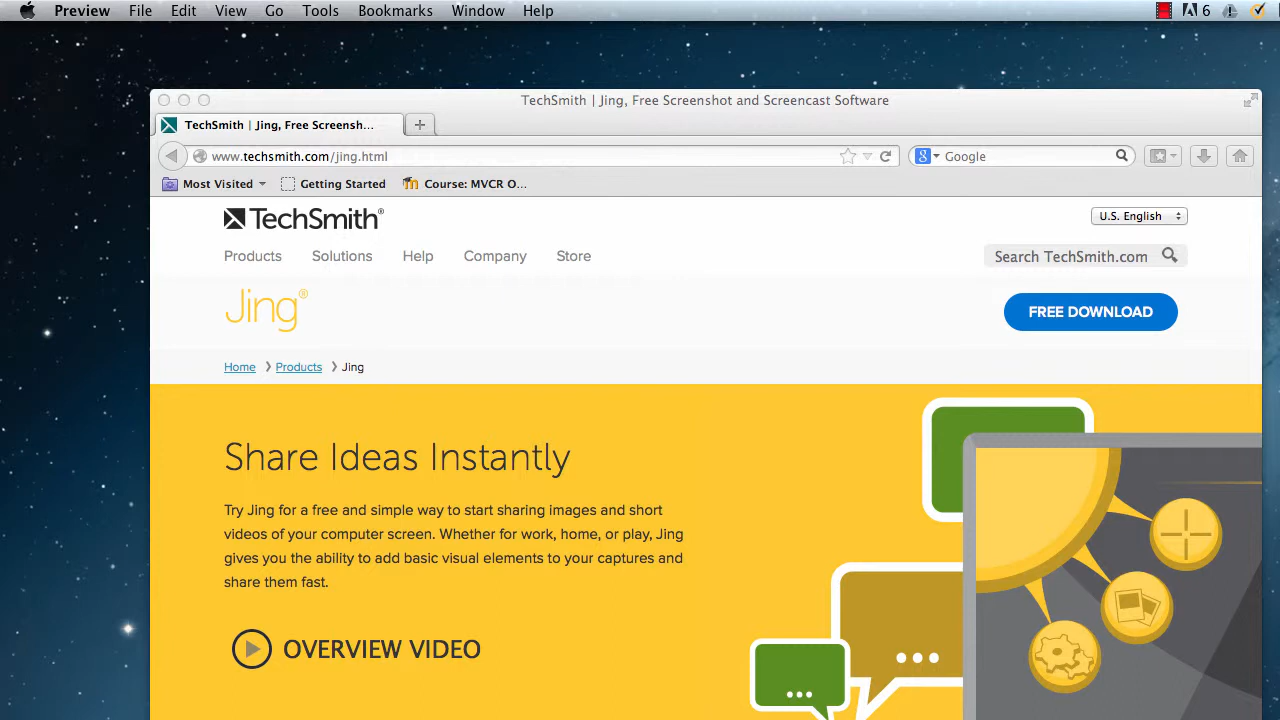 Preview File Edit View Go Tools Bookmarks Window Help 6
TechSmith | Jing, Free Screenshot and Screencast Software
TechSmith | Jing, Free Screensh...
www.techsmith.com/jing.html Google
Most Visited Getting Started Course: MVCR O...
TechSmith®
U.S. English
Products Solutions Help Company Store
Search TechSmith.com
Jing®
FREE DOWNLOAD
Home Products Jing
Share Ideas Instantly
Try Jing for a free and simple way to start sharing images and short
videos of your computer screen. Whether for work, home, or play, Jing
gives you the ability to add basic visual elements to your captures and
share them fast.
OVERVIEW VIDEO